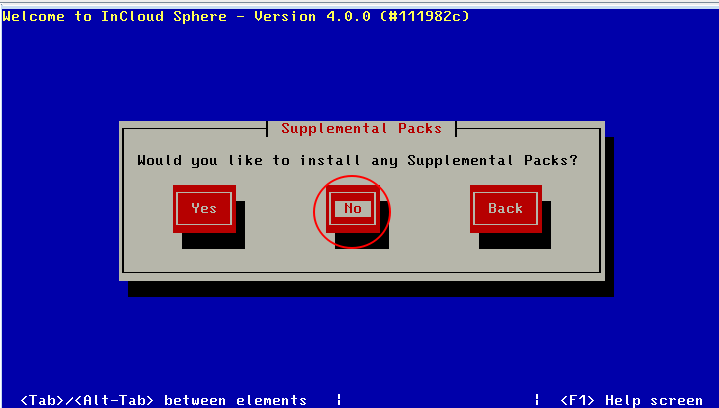 Welcome to InCloud Sphere - Version 4.0.0 (#111982c)
Supplemental Packs
Would you like to install any Supplemental Packs?
Yes No Back
<Tab>/<Alt-Tab> between elements | | <F1> Help screen